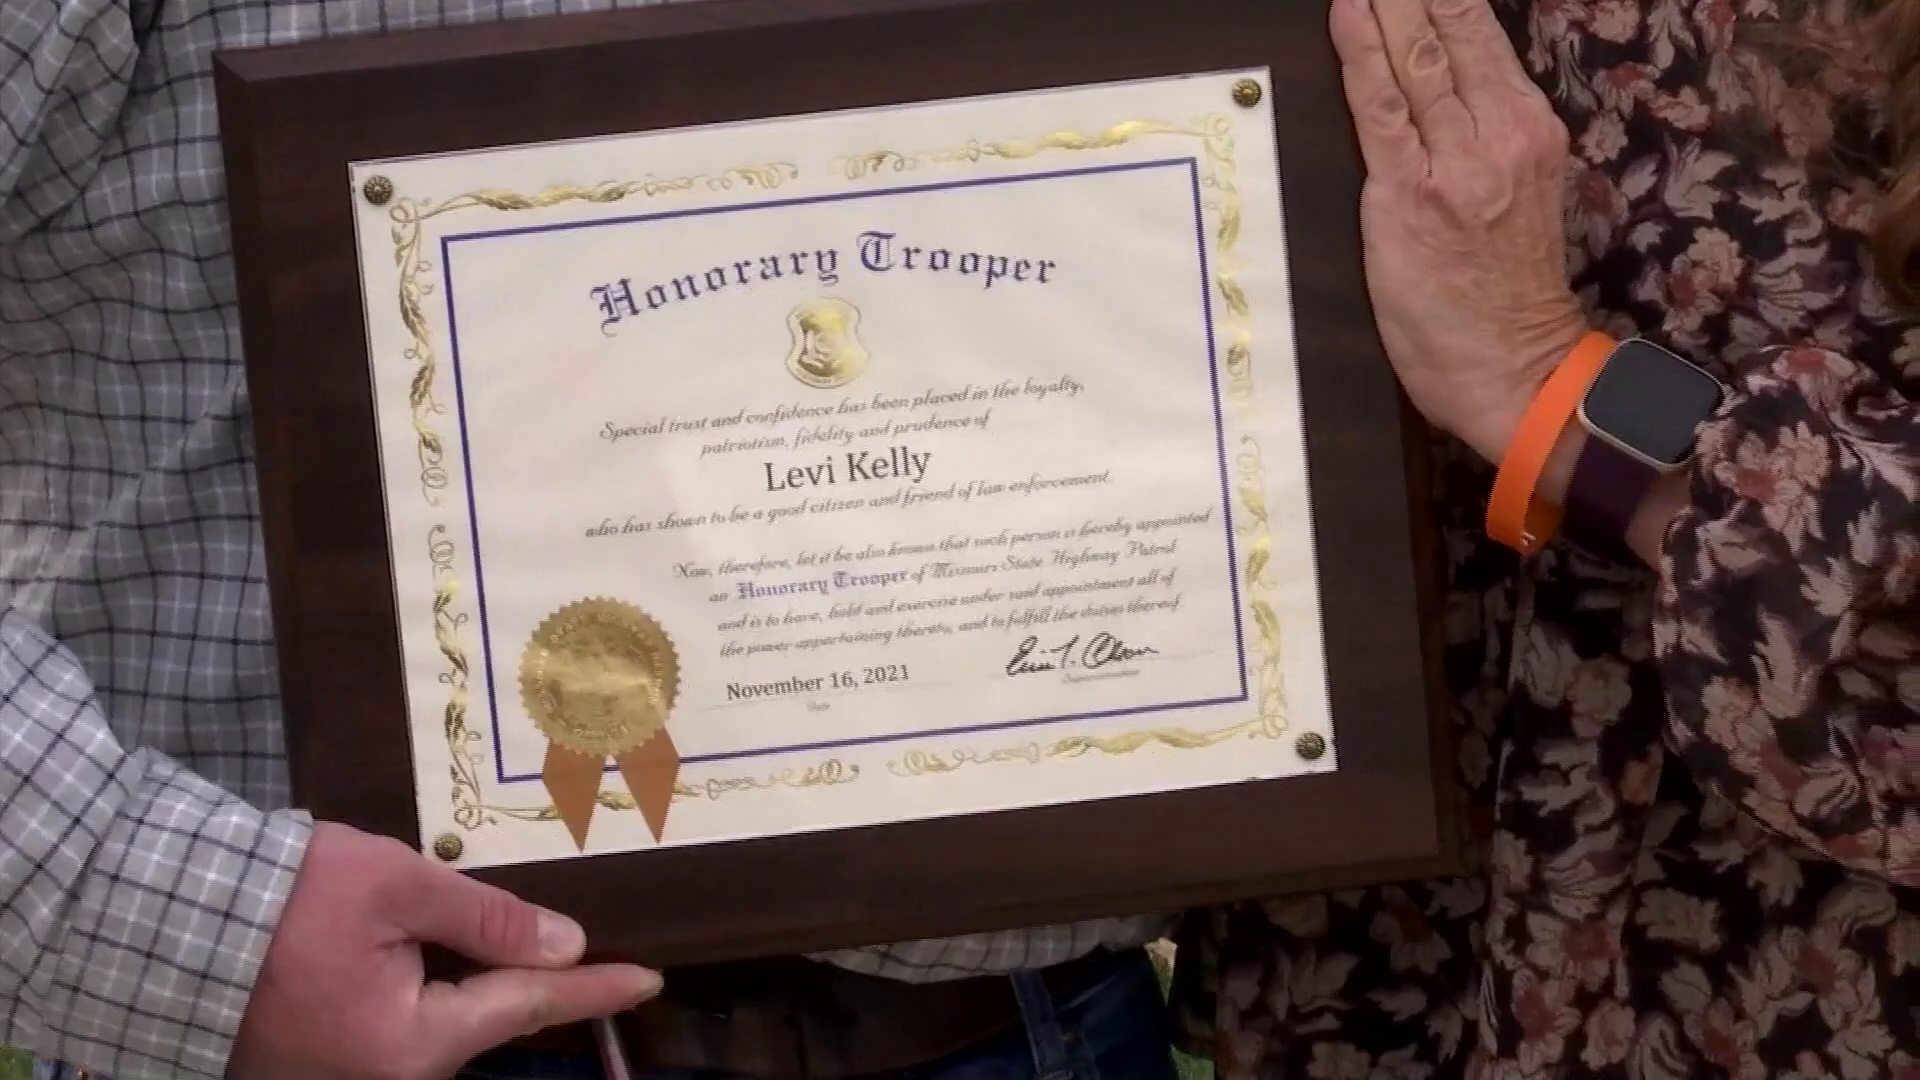 Honorary Trooper
Special trust and confidence has been placed in the loyalty,
patriotism, fidelity and prudence of
Levi Kelly
who has shown to be a good citizen and friend of law enforcement.
Now, therefore, let it be also known that such person is hereby appointed
an Honorary Trooper of Missouri State Highway Patrol
and is to have, hold and exercise under said appointment all of
the power appertaining thereto, and to fulfill the duties thereof
November 16, 2021
Eric T. Olson
Date
Superintendent